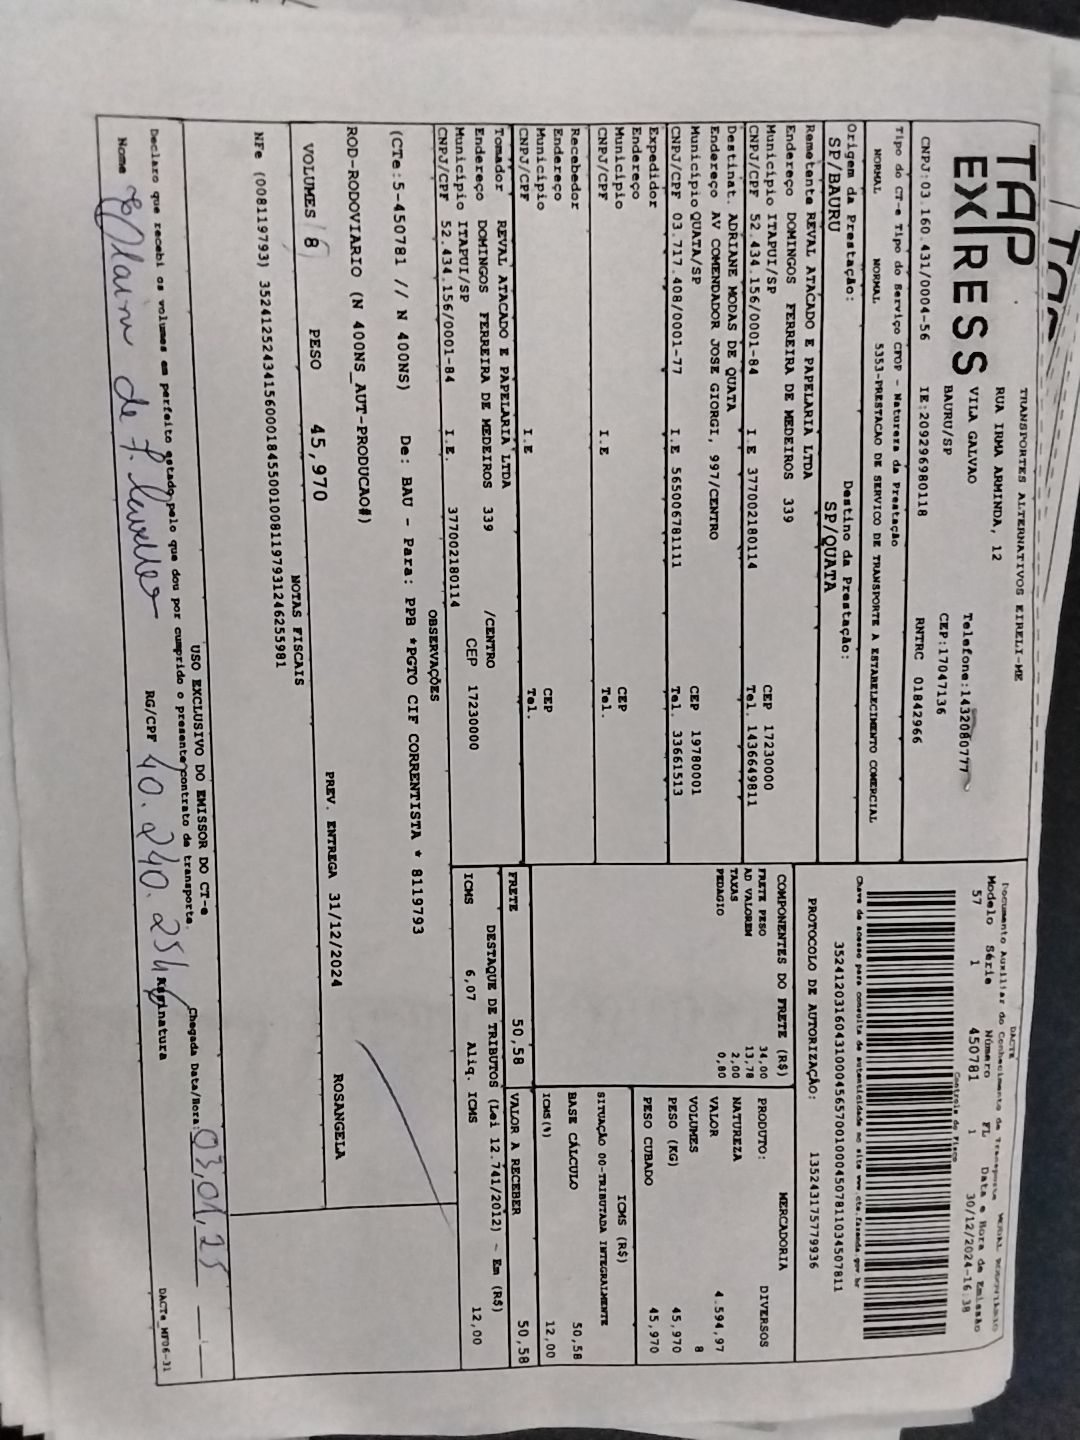 TAP
EXPRESS
TRANSPORTES ALTERNATIVOS EIRELI-ME
RUA IRMA ARMINDA, 12
VILA GALVAO Telefone:1432080777
BAURU/SP CEP:17047136
CNPJ:03.160.431/0004-56 IE:209296980118 RNTRC 01842966
Tipo do CT-e Tipo do Serviço CFOP - Natureza da Prestação
NORMAL NORMAL 5353-PRESTACAO DE SERVICO DE TRANSPORTE A ESTABELECIMENTO COMERCIAL
Origem da Prestação: Destino da Prestação:
SP/BAURU SP/QUATA
Remetente REVAL ATACADO E PAPELARIA LTDA
Endereço DOMINGOS FERREIRA DE MEDEIROS 339
Município ITAPUI/SP CEP 17230000
CNPJ/CPF 52.434.156/0001-84 I.E 377002180114 Tel. 1436649811
Destinat. ADRIANE MODAS DE QUATA
Endereço AV COMENDADOR JOSE GIORGI, 997/CENTRO
Município QUATA/SP CEP 19780001
CNPJ/CPF 03.717.408/0001-77 I.E 565006781111 Tel. 33661513
Expedidor
Endereço
Município CEP
CNPJ/CPF I.E Tel.
Recebedor
Endereço
Município CEP
CNPJ/CPF I.E Tel.
Tomador REVAL ATACADO E PAPELARIA LTDA
Endereço DOMINGOS FERREIRA DE MEDEIROS 339 /CENTRO
Município ITAPUI/SP CEP 17230000
CNPJ/CPF 52.434.156/0001-84 I.E. 377002180114
DACTE
Documento Auxiliar do Conhecimento de Transporte MODAL RODOVIARIO
Modelo Série Número FL Data e Hora de Emissão
57 1 450781 1 30/12/2024-16:38
Controle do Fisco
Chave de acesso para consulta de autenticidade no site www.cte.fazenda.gov.br
35241203160431000456570010004507811034507811
PROTOCOLO DE AUTORIZAÇÃO: 135243175779936
COMPONENTES DO FRETE (R$)
FRETE PESO 34,00
AD VALOREM 13,78
TAXAS 2,00
PEDAGIO 0,80
MERCADORIA
PRODUTO: DIVERSOS
NATUREZA
VALOR 4.594,97
VOLUMES 8
PESO (KG) 45,970
PESO CUBADO 45,970
ICMS (R$)
SITUAÇÃO 00-TRIBUTADA INTEGRALMENTE
BASE CÁLCULO 50,58
ICMS(%) 12,00
FRETE 50,58 VALOR A RECEBER 50,58
DESTAQUE DE TRIBUTOS (Lei 12.741/2012) - Em (R$)
ICMS 6,07 Aliq. ICMS 12,00
OBSERVAÇÕES
(CTe:5-450781 // N 400NS) De: BAU - Para: PPB *PGTO CIF CORRENTISTA * 8119793
ROD-RODOVIARIO (N 400NS_AUT-PRODUCAO#)
PREV. ENTREGA 31/12/2024 ROSANGELA
VOLUMES 8 PESO 45,970
NOTAS FISCAIS
NFe (008119793) 35241252434156000184550010081197931246255981
USO EXCLUSIVO DO EMISSOR DO CT-e
Declaro que recebi os volumes em perfeito estado pelo que dou por cumprido o presente contrato de transporte.
Chegada Data/Hora: 03,01,25
Nome de RG/CPF 40.240.254 Assinatura
DACTe_MF06-31